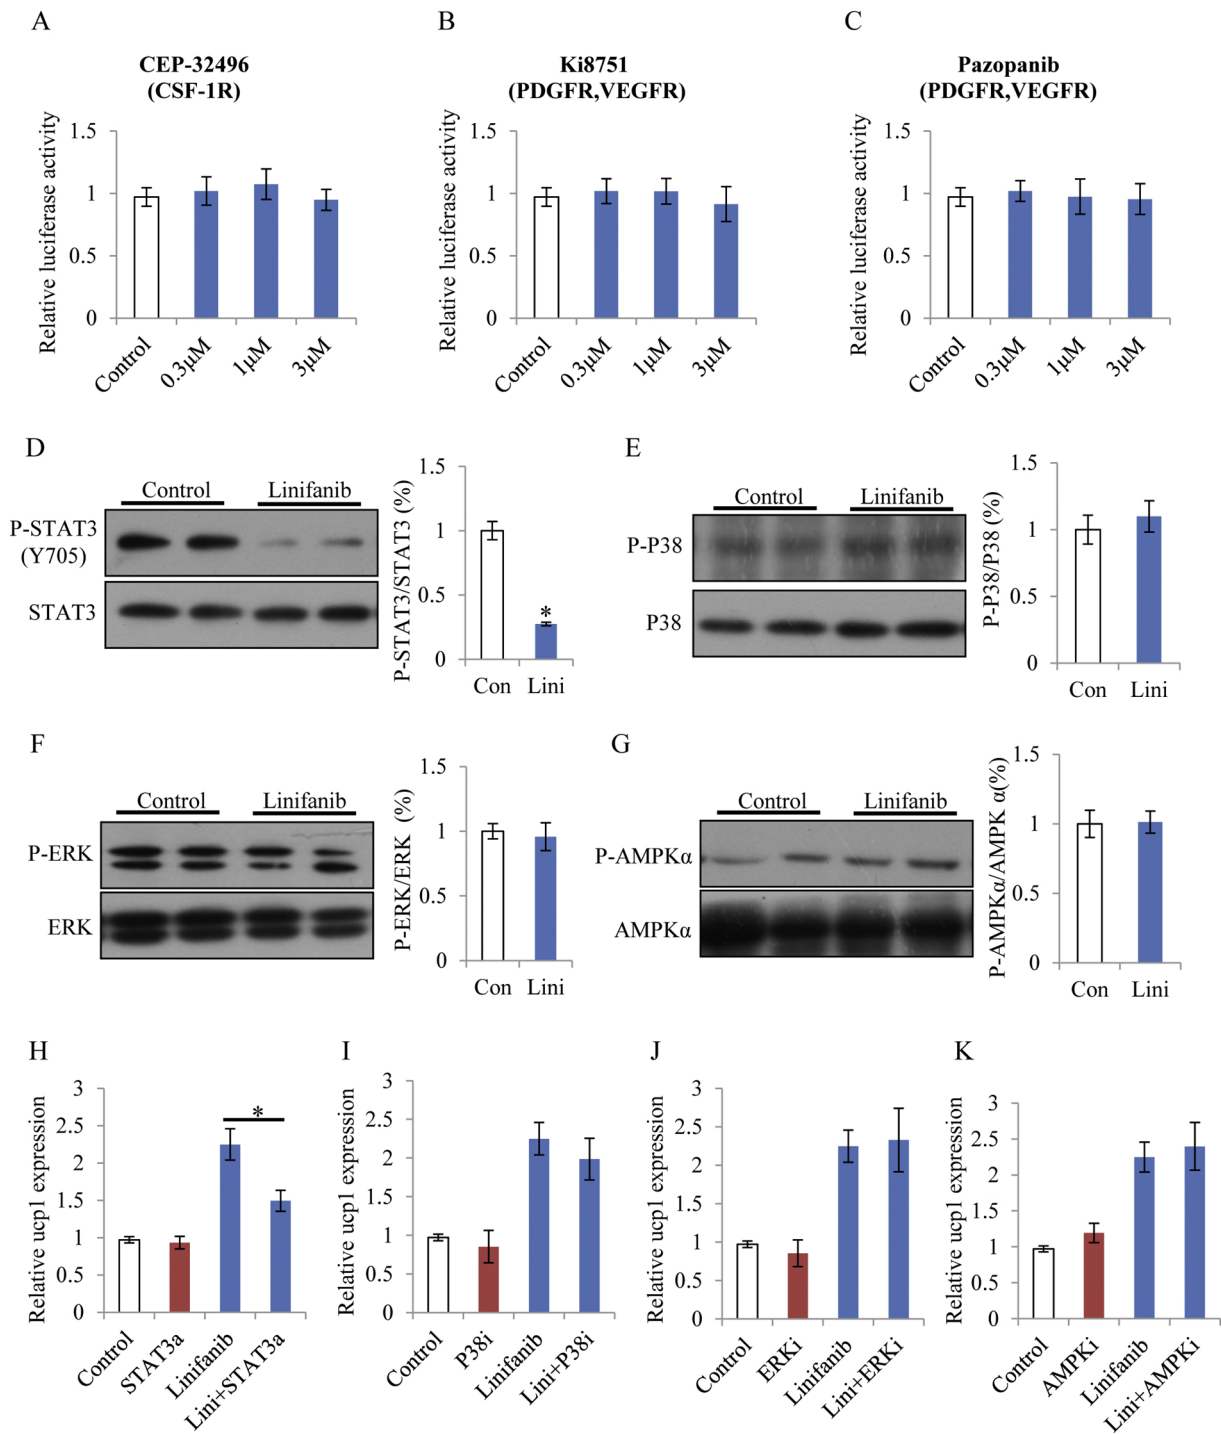 A
CEP-32496
(CSF-1R)
Relative luciferase activity
1.5
1
0.5
0
Control
0.3μM
1μM
3μM
B
Ki8751
(PDGFR,VEGFR)
Relative luciferase activity
1.5
1
0.5
0
Control
0.3μM
1μM
3μM
C
Pazopanib
(PDGFR,VEGFR)
Relative luciferase activity
1.5
1
0.5
0
Control
0.3μM
1μM
3μM
D
Control
Linifanib
P-STAT3
(Y705)
STAT3
P-STAT3/STAT3 (%)
1.5
1
0.5
0
*
Con
Lini
E
Control
Linifanib
P-P38
P38
P-P38/P38 (%)
1.5
1
0.5
0
Con
Lini
F
Control
Linifanib
P-ERK
ERK
P-ERK/ERK (%)
1.5
1
0.5
0
Con
Lini
G
Control
Linifanib
P-AMPKα
AMPKα
P-AMPKα/AMPK α(%)
1.5
1
0.5
0
Con
Lini
H
Relative ucp1 expression
3
2.5
2
1.5
1
0.5
0
*
Control
STAT3a
Linifanib
Lini+STAT3a
I
Relative ucp1 expression
3
2.5
2
1.5
1
0.5
0
Control
P38i
Linifanib
Lini+P38i
J
Relative ucp1 expression
3
2.5
2
1.5
1
0.5
0
Control
ERKi
Linifanib
Lini+ERKi
K
Relative ucp1 expression
3
2.5
2
1.5
1
0.5
0
Control
AMPKi
Linifanib
Lini+AMPKi